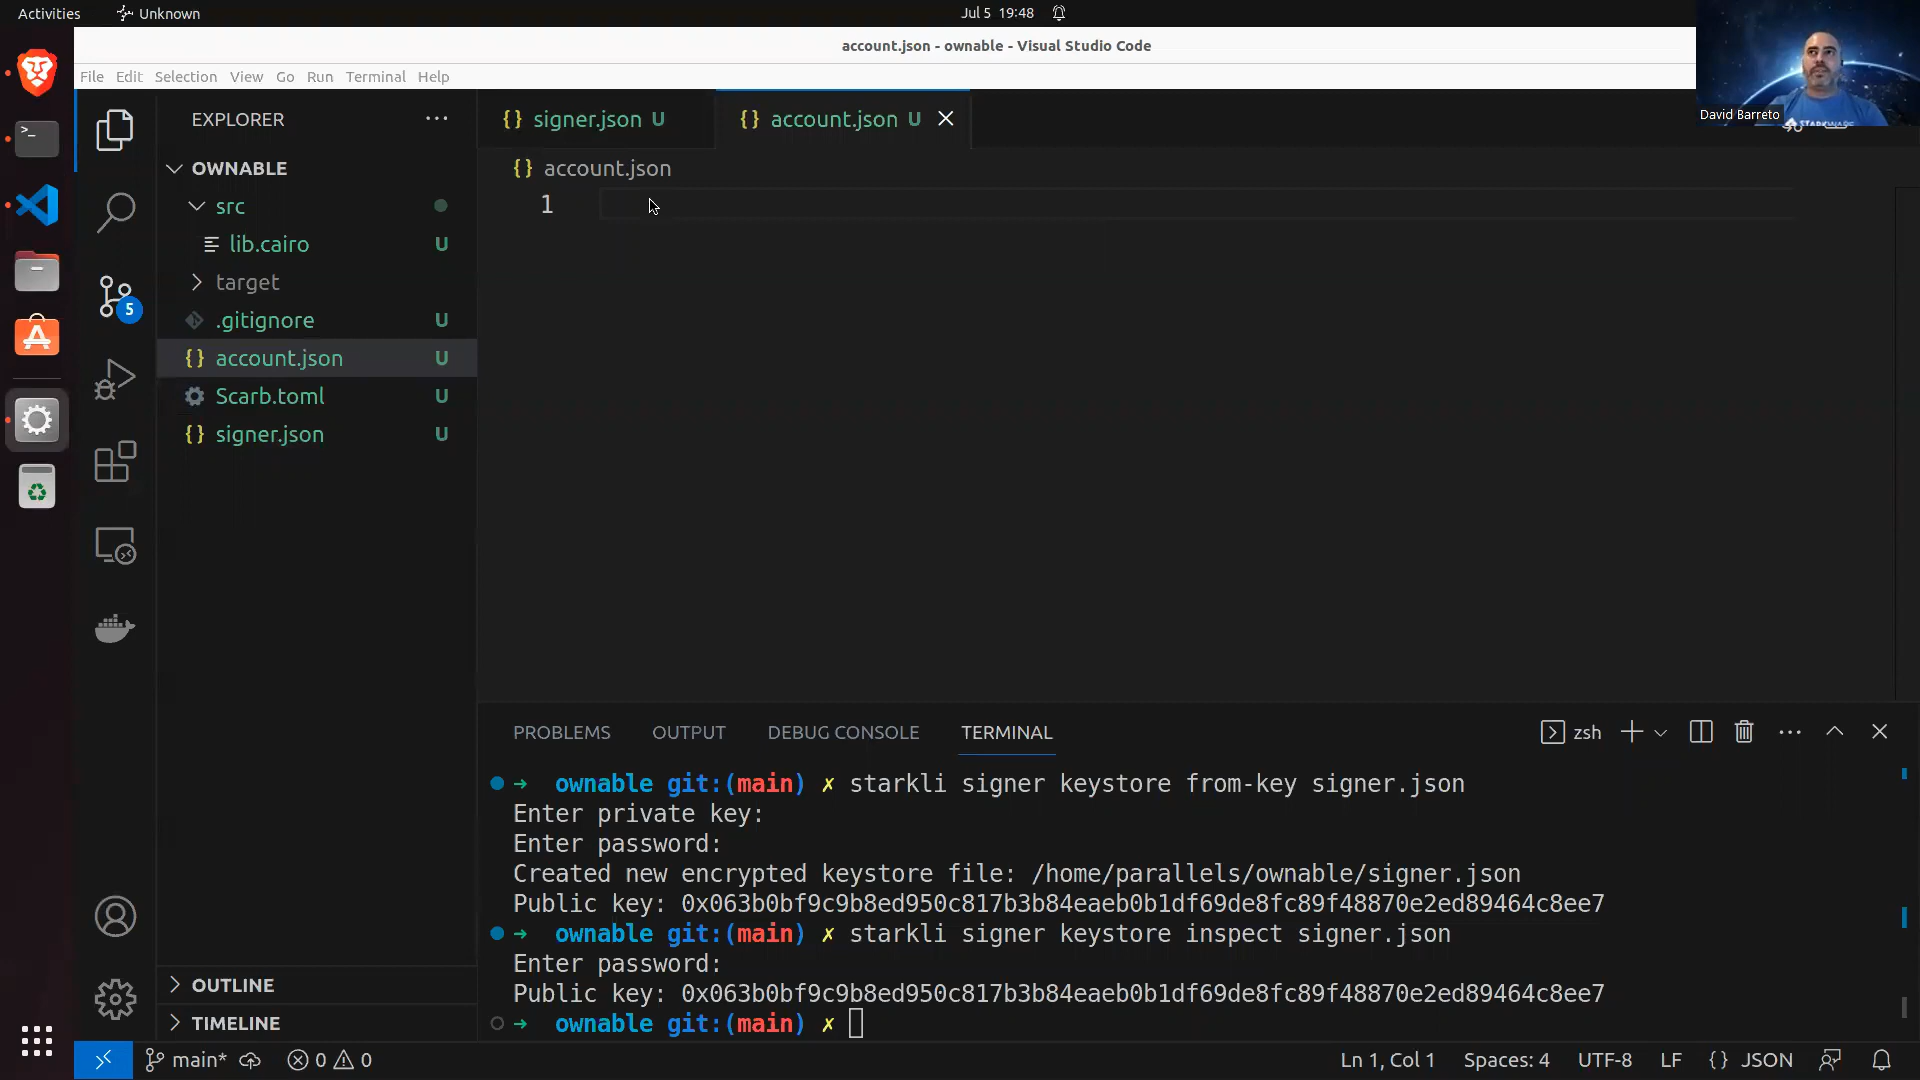 Activities
Unknown
Jul 5 19:48
account.json - ownable - Visual Studio Code
File Edit Selection View Go Run Terminal Help
David Barreto
EXPLORER
{} signer.json U
{} account.json U
OWNABLE
{} account.json
src
1
lib.cairo U
target
.gitignore U
{} account.json U
Scarb.toml U
{} signer.json U
5
PROBLEMS OUTPUT DEBUG CONSOLE TERMINAL
zsh
→ ownable git:(main) ✗ starkli signer keystore from-key signer.json
Enter private key:
Enter password:
Created new encrypted keystore file: /home/parallels/ownable/signer.json
Public key: 0x063b0bf9c9b8ed950c817b3b84eaeb0b1df69de8fc89f48870e2ed89464c8ee7
→ ownable git:(main) ✗ starkli signer keystore inspect signer.json
Enter password:
Public key: 0x063b0bf9c9b8ed950c817b3b84eaeb0b1df69de8fc89f48870e2ed89464c8ee7
→ ownable git:(main) ✗
OUTLINE
TIMELINE
main* 0 0
Ln 1, Col 1 Spaces: 4 UTF-8 LF {} JSON